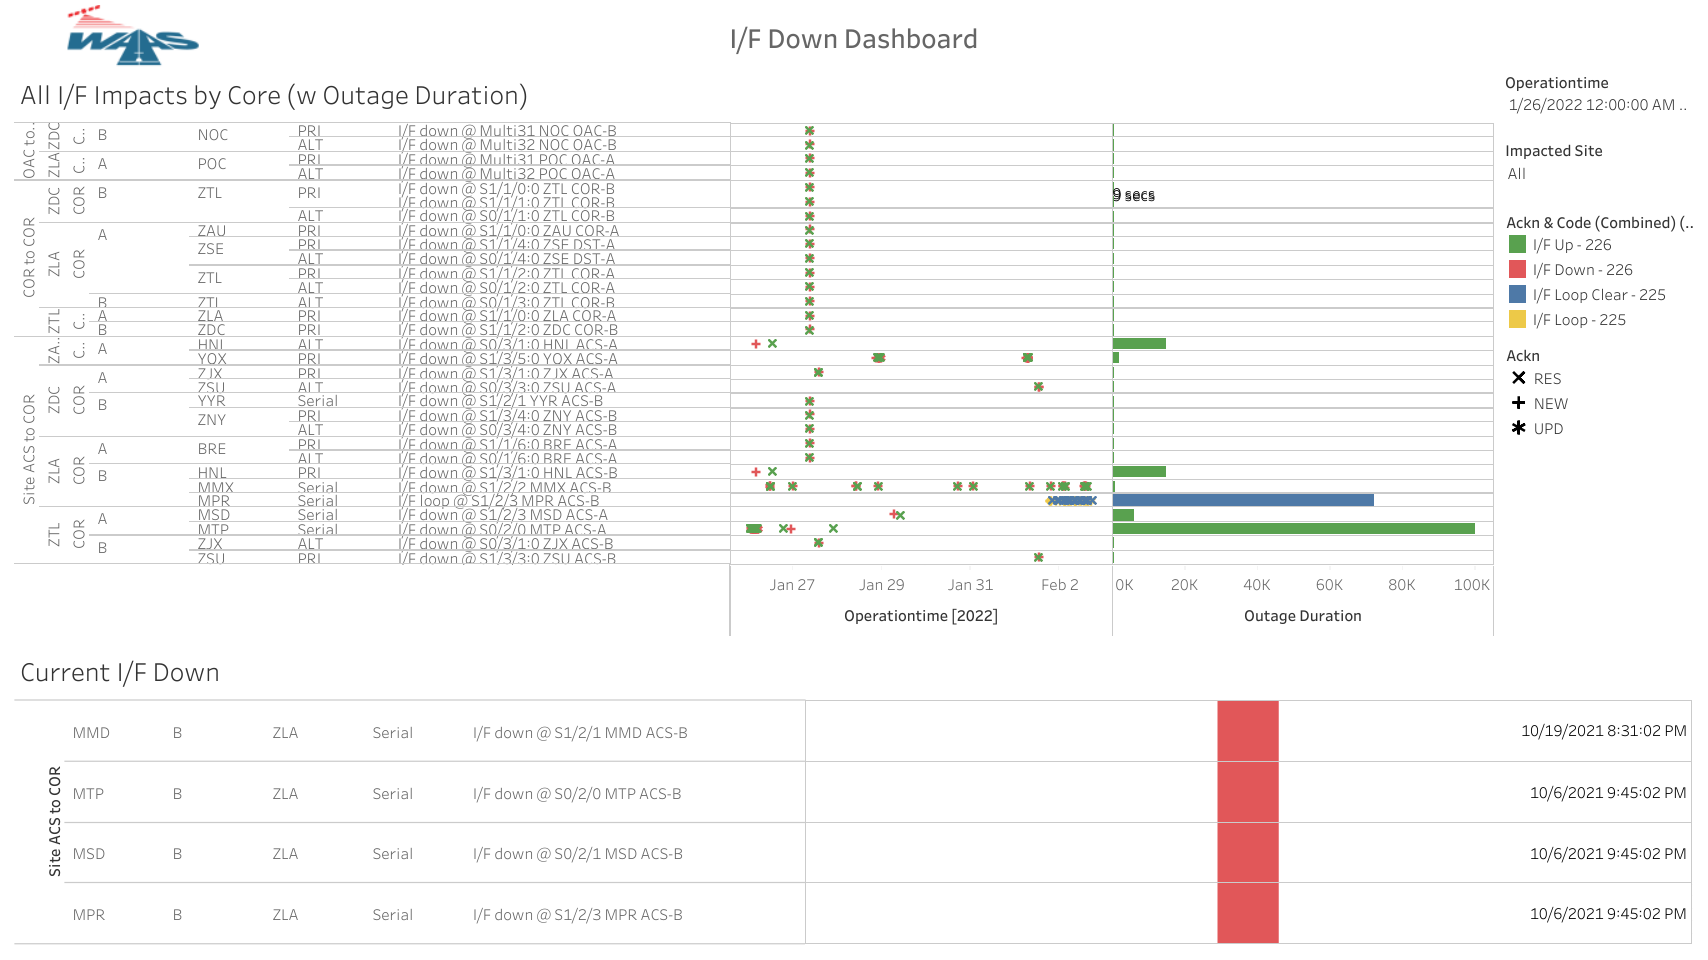 WAAS
I/F Down Dashboard
All I/F Impacts by Core (w Outage Duration)
OAC to.. ZDC C.. B NOC PRI I/F down @ Multi31 NOC OAC-B
ALT I/F down @ Multi32 NOC OAC-B
ZLA C.. A POC PRI I/F down @ Multi31 POC OAC-A
ALT I/F down @ Multi32 POC OAC-A
COR to COR ZDC COR B ZTL PRI I/F down @ S1/1/0:0 ZTL COR-B
I/F down @ S1/1/1:0 ZTL COR-B
9 secs
9 secs
ALT I/F down @ S0/1/1:0 ZTL COR-B
ZLA COR A ZAU PRI I/F down @ S1/1/0:0 ZAU COR-A
ZSE PRI I/F down @ S1/1/4:0 ZSE DST-A
ALT I/F down @ S0/1/4:0 ZSE DST-A
ZTL PRI I/F down @ S1/1/2:0 ZTL COR-A
ALT I/F down @ S0/1/2:0 ZTL COR-A
B ZTL ALT I/F down @ S0/1/3:0 ZTL COR-B
ZTL C.. A ZLA PRI I/F down @ S1/1/0:0 ZLA COR-A
B ZDC PRI I/F down @ S1/1/2:0 ZDC COR-B
Site ACS to COR ZA.. C.. A HNL ALT I/F down @ S0/3/1:0 HNL ACS-A
YOX PRI I/F down @ S1/3/5:0 YOX ACS-A
ZDC COR A ZJX PRI I/F down @ S1/3/1:0 ZJX ACS-A
ZSU ALT I/F down @ S0/3/3:0 ZSU ACS-A
B YYR Serial I/F down @ S1/2/1 YYR ACS-B
ZNY PRI I/F down @ S1/3/4:0 ZNY ACS-B
ALT I/F down @ S0/3/4:0 ZNY ACS-B
ZLA COR A BRE PRI I/F down @ S1/1/6:0 BRE ACS-A
ALT I/F down @ S0/1/6:0 BRE ACS-A
B HNL PRI I/F down @ S1/3/1:0 HNL ACS-B
MMX Serial I/F down @ S1/2/2 MMX ACS-B
MPR Serial I/F loop @ S1/2/3 MPR ACS-B
ZTL COR A MSD Serial I/F down @ S1/2/3 MSD ACS-A
MTP Serial I/F down @ S0/2/0 MTP ACS-A
B ZJX ALT I/F down @ S0/3/1:0 ZJX ACS-B
ZSU PRI I/F down @ S1/3/3:0 ZSU ACS-B
Jan 27 Jan 29 Jan 31 Feb 2 0K 20K 40K 60K 80K 100K
Operationtime [2022] Outage Duration
Operationtime
1/26/2022 12:00:00 AM ..
Impacted Site
All
Ackn & Code (Combined) (..
I/F Up - 226
I/F Down - 226
I/F Loop Clear - 225
I/F Loop - 225
Ackn
RES
NEW
UPD
Current I/F Down
Site ACS to COR
MMD B ZLA Serial I/F down @ S1/2/1 MMD ACS-B 10/19/2021 8:31:02 PM
MTP B ZLA Serial I/F down @ S0/2/0 MTP ACS-B 10/6/2021 9:45:02 PM
MSD B ZLA Serial I/F down @ S0/2/1 MSD ACS-B 10/6/2021 9:45:02 PM
MPR B ZLA Serial I/F down @ S1/2/3 MPR ACS-B 10/6/2021 9:45:02 PM